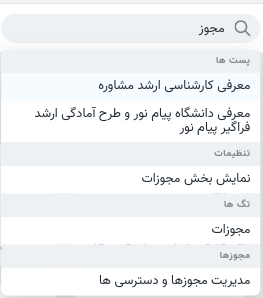 مجوز
پست ها
معرفی کارشناسی ارشد مشاوره
معرفی دانشگاه پیام نور و طرح آمادگی ارشد
فراگیر پیام نور
تنظیمات
نمایش بخش مجوزات
تگ ها
مجوزات
مجوزها
مدیریت مجوزها و دسترسی ها